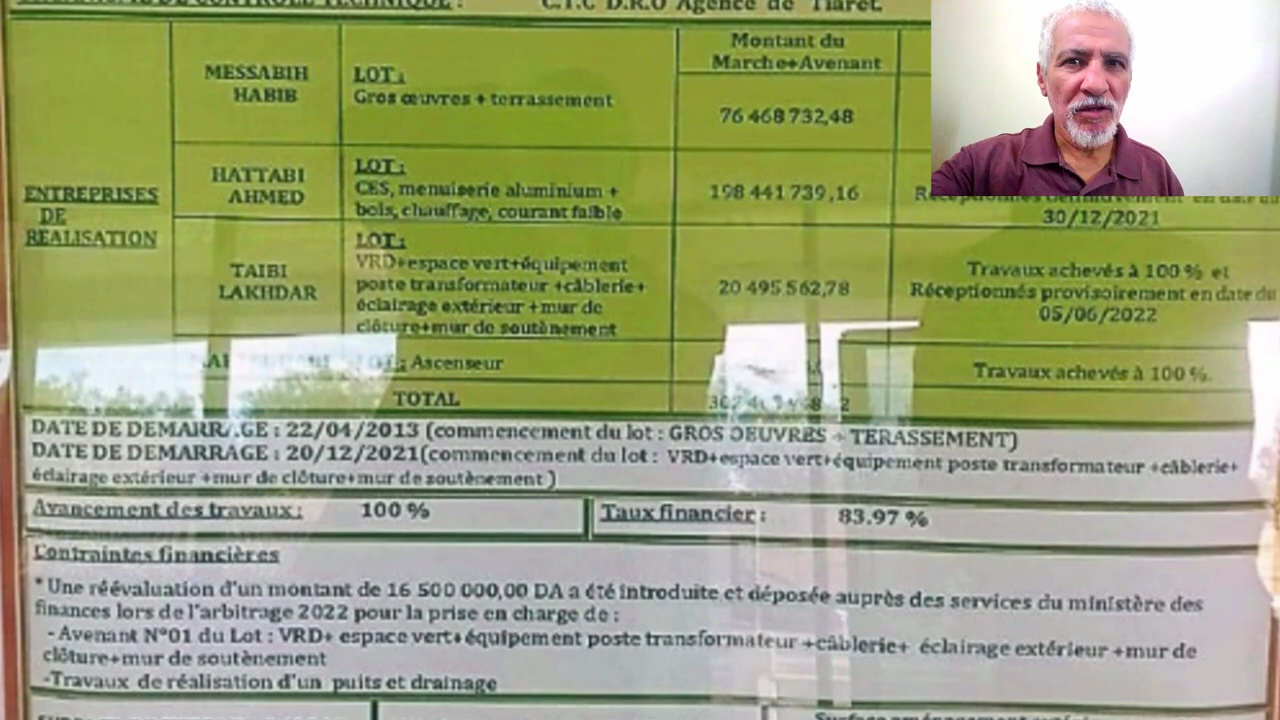 C.T.C D.R.O Agence de Tiaret.
ENTREPRISES
DE
REALISATION
MESSABIH
HABIB
LOT :
Gros œuvres + terrassement
Montant du
Marche+Avenant
76 468 732,48
HATTABI
AHMED
LOT :
CES, menuiserie aluminium +
bois, chauffage, courant faible
198 441 739,16
30/12/2021
TAIBI
LAKHDAR
LOT :
VRD+espace vert+équipement
poste transformateur +câblerie+
éclairage extérieur +mur de
clôture+mur de soutènement
20 495 562,78
Travaux achevés à 100 % et
Réceptionnés provisoirement en date du
05/06/2022
Ascenseur
Travaux achevés à 100 %.
TOTAL
DATE DE DEMARRAGE : 22/04/2013 (commencement du lot : GROS OEUVRES + TERASSEMENT)
DATE DE DEMARRAGE : 20/12/2021(commencement du lot : VRD+espace vert+équipement poste transformateur +câblerie+
éclairage extérieur +mur de clôture+mur de soutènement )
Avancement des travaux : 100 %
Taux financier : 83.97 %
Contraintes financières
* Une réévaluation d'un montant de 16 500 000,00 DA a été introduite et déposée auprès des services du ministère des
finances lors de l'arbitrage 2022 pour la prise en charge de :
- Avenant N°01 du Lot : VRD+ espace vert+équipement poste transformateur +câblerie+ éclairage extérieur +mur de
clôture+mur de soutènement
-Travaux de réalisation d'un puits et drainage